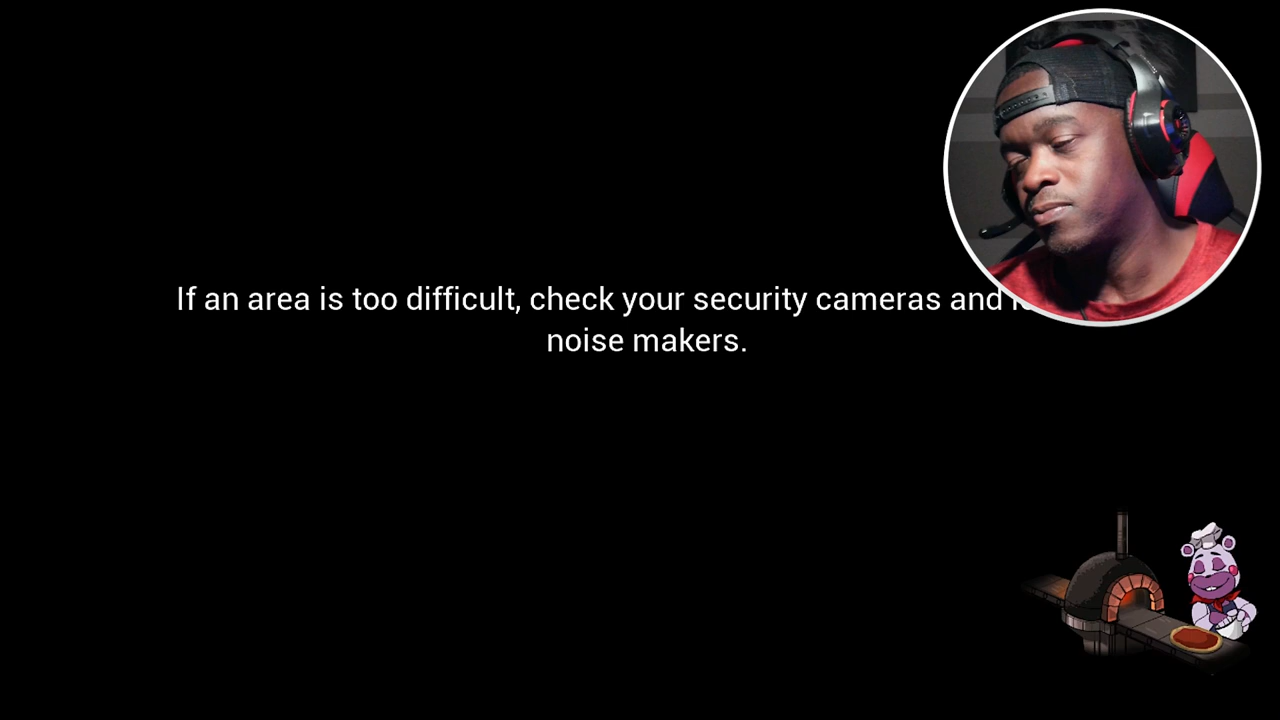 If an area is too difficult, check your security cameras and
noise makers.